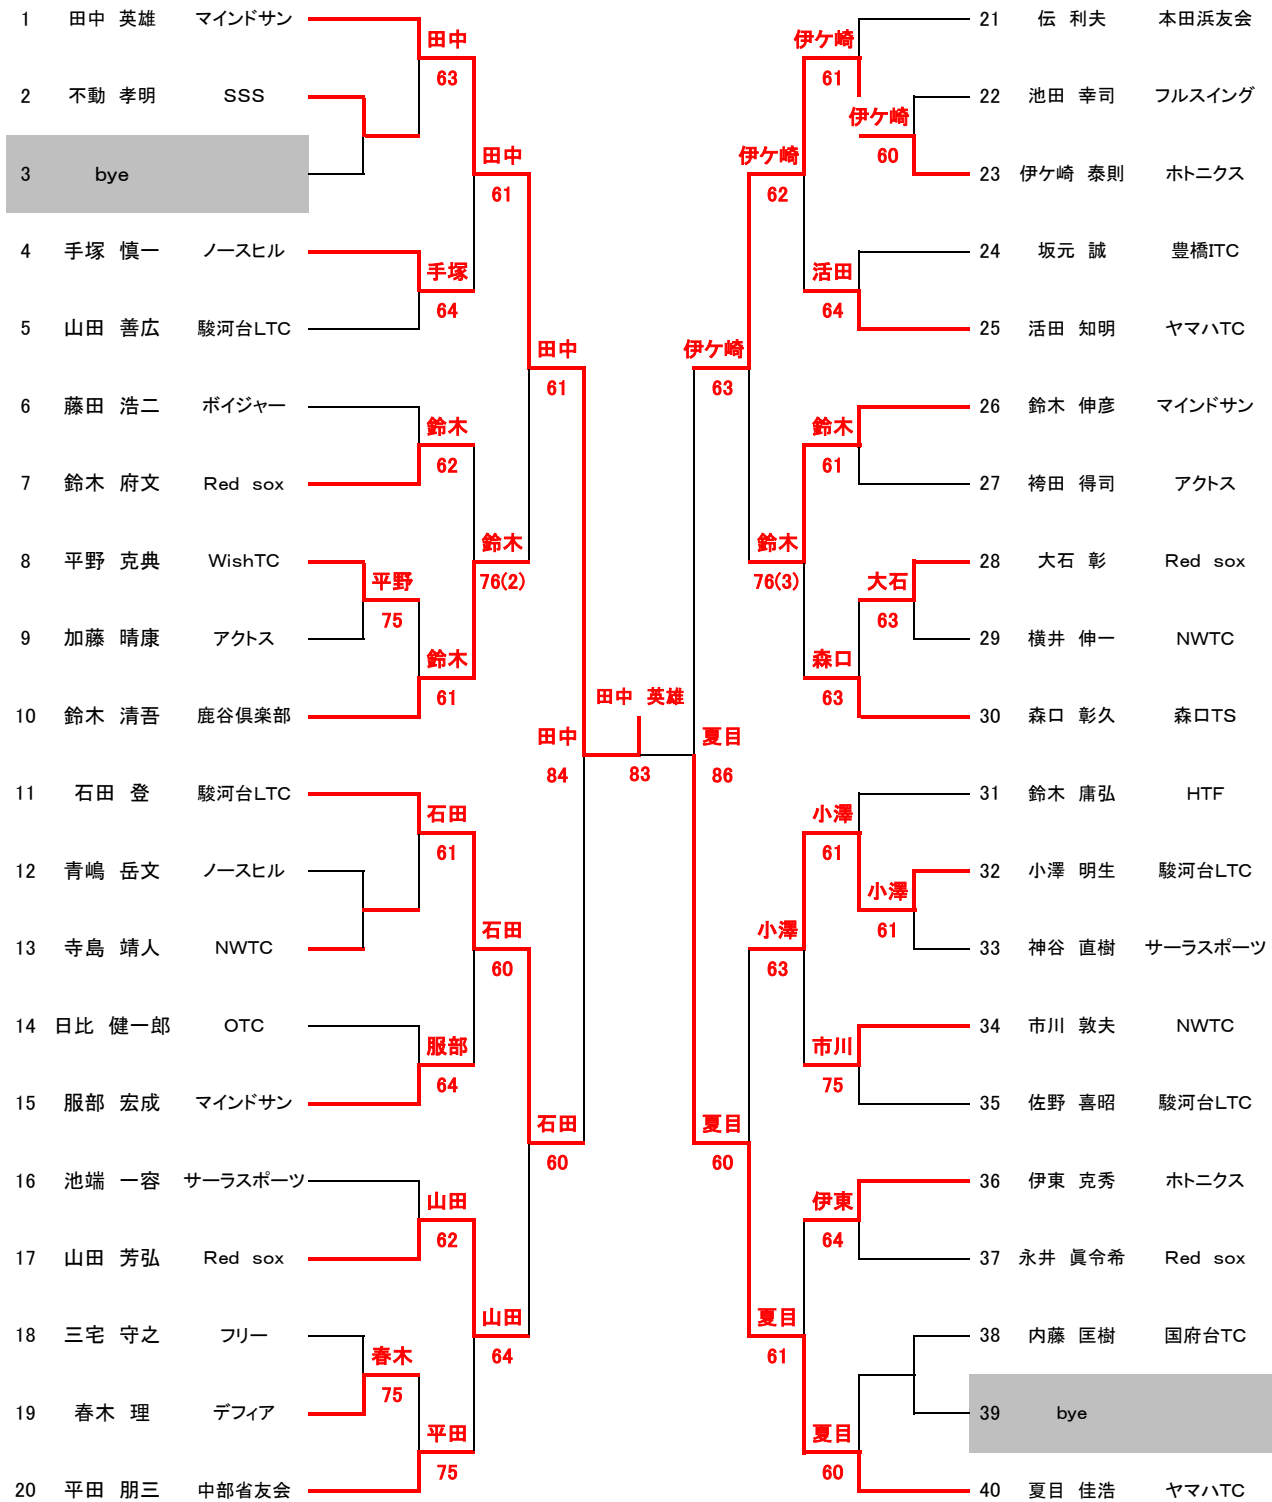 1 田中 英雄 マインドサン
2 不動 孝明 SSS
3 bye
4 手塚 慎一 ノースヒル
5 山田 善広 駿河台LTC
6 藤田 浩二 ボイジャー
7 鈴木 府文 Red sox
8 平野 克典 WishTC
9 加藤 晴康 アクトス
10 鈴木 清吾 鹿谷倶楽部
11 石田 登 駿河台LTC
12 青嶋 岳文 ノースヒル
13 寺島 靖人 NWTC
14 日比 健一郎 OTC
15 服部 宏成 マインドサン
16 池端 一容 サーラスポーツ
17 山田 芳弘 Red sox
18 三宅 守之 フリー
19 春木 理 デフィア
20 平田 朋三 中部省友会
平野
75
春木
75
田中
63
手塚
64
鈴木
62
鈴木
61
石田
61
服部
64
山田
62
平田
75
田中
61
鈴木
76(2)
石田
60
山田
64
田中
61
石田
60
田中
84
田中 英雄
83
夏目
86
伊ケ崎
63
夏目
60
伊ケ崎
62
鈴木
76(3)
小澤
63
夏目
61
伊ケ崎
61
活田
64
鈴木
61
森口
63
小澤
61
市川
75
伊東
64
夏目
60
伊ケ崎
60
大石
63
小澤
61
21 伝 利夫 本田浜友会
22 池田 幸司 フルスイング
23 伊ケ崎 泰則 ホトニクス
24 坂元 誠 豊橋ITC
25 活田 知明 ヤマハTC
26 鈴木 伸彦 マインドサン
27 袴田 得司 アクトス
28 大石 彰 Red sox
29 横井 伸一 NWTC
30 森口 彰久 森口TS
31 鈴木 庸弘 HTF
32 小澤 明生 駿河台LTC
33 神谷 直樹 サーラスポーツ
34 市川 敦夫 NWTC
35 佐野 喜昭 駿河台LTC
36 伊東 克秀 ホトニクス
37 永井 眞令希 Red sox
38 内藤 匡樹 国府台TC
39 bye
40 夏目 佳浩 ヤマハTC